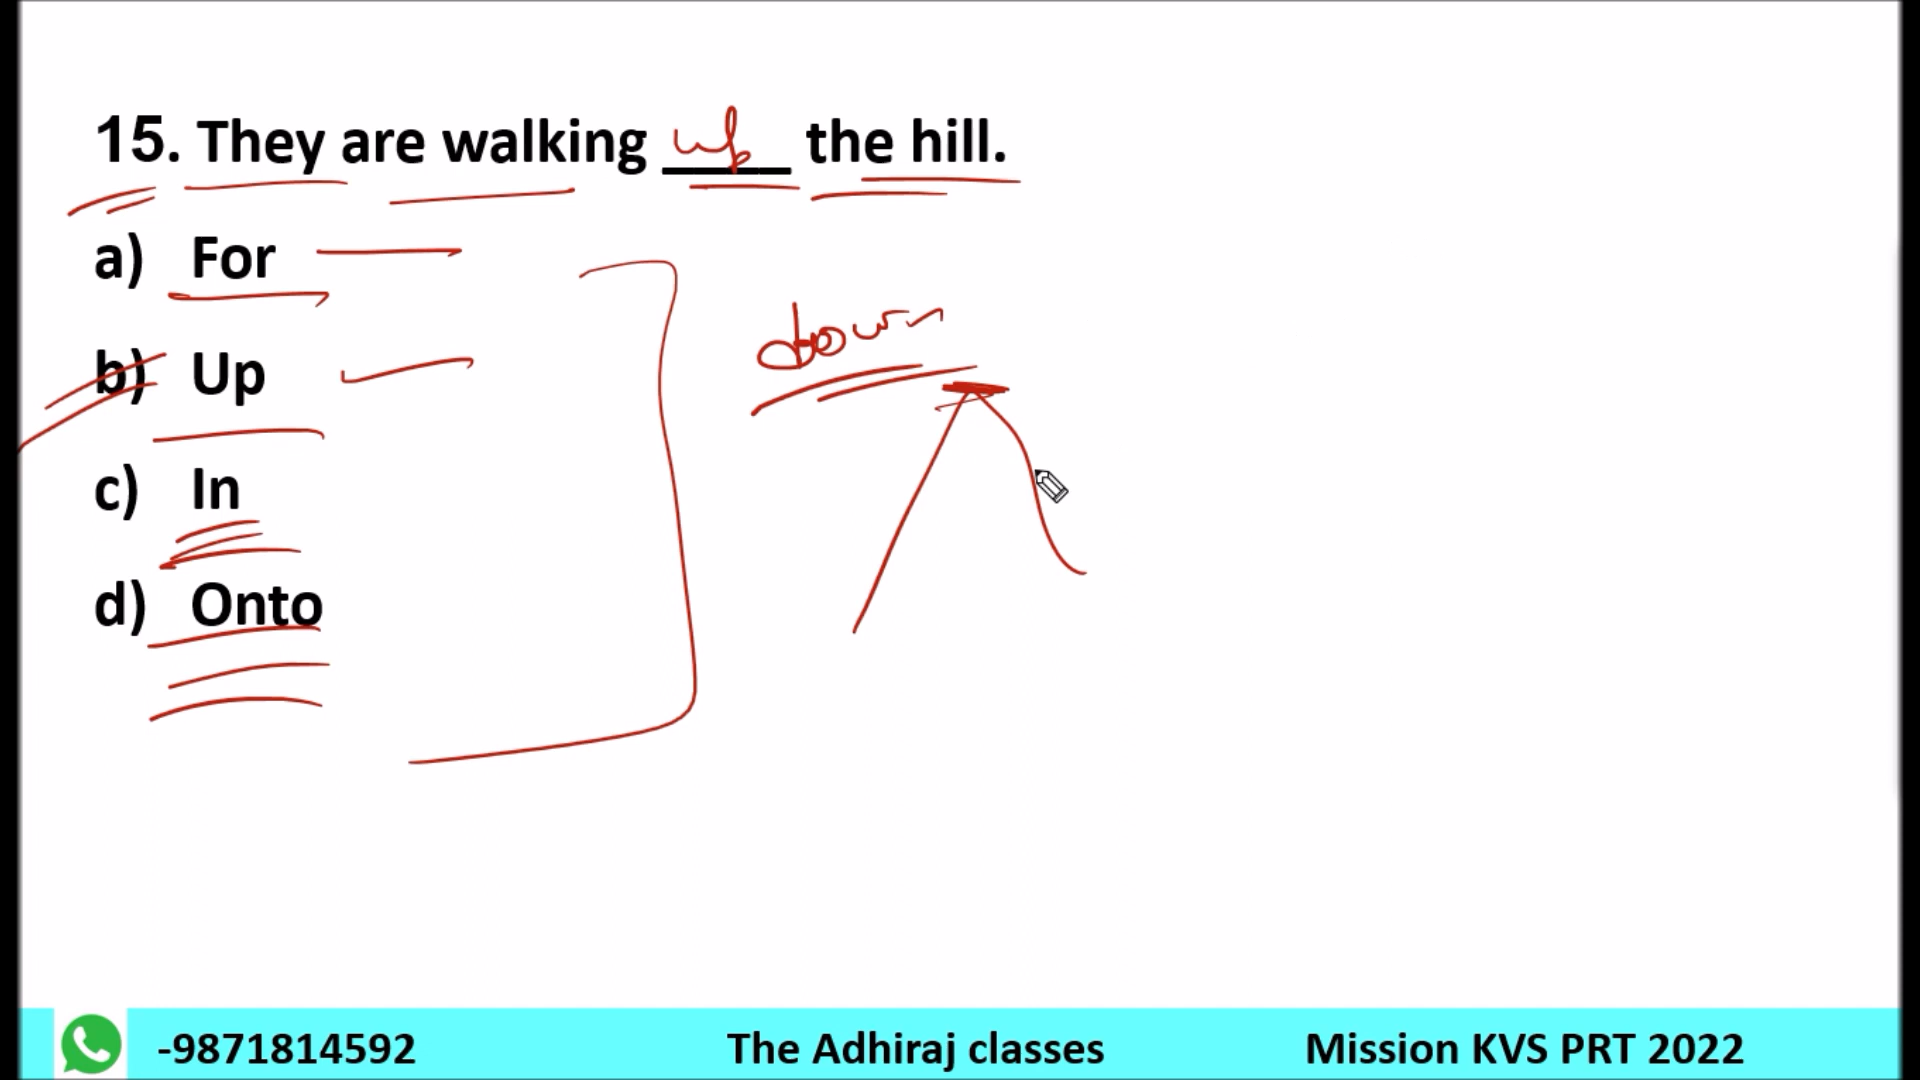 15. They are walking up the hill.
a) For
b) Up
c) In
d) Onto
down
-9871814592 The Adhiraj classes Mission KVS PRT 2022